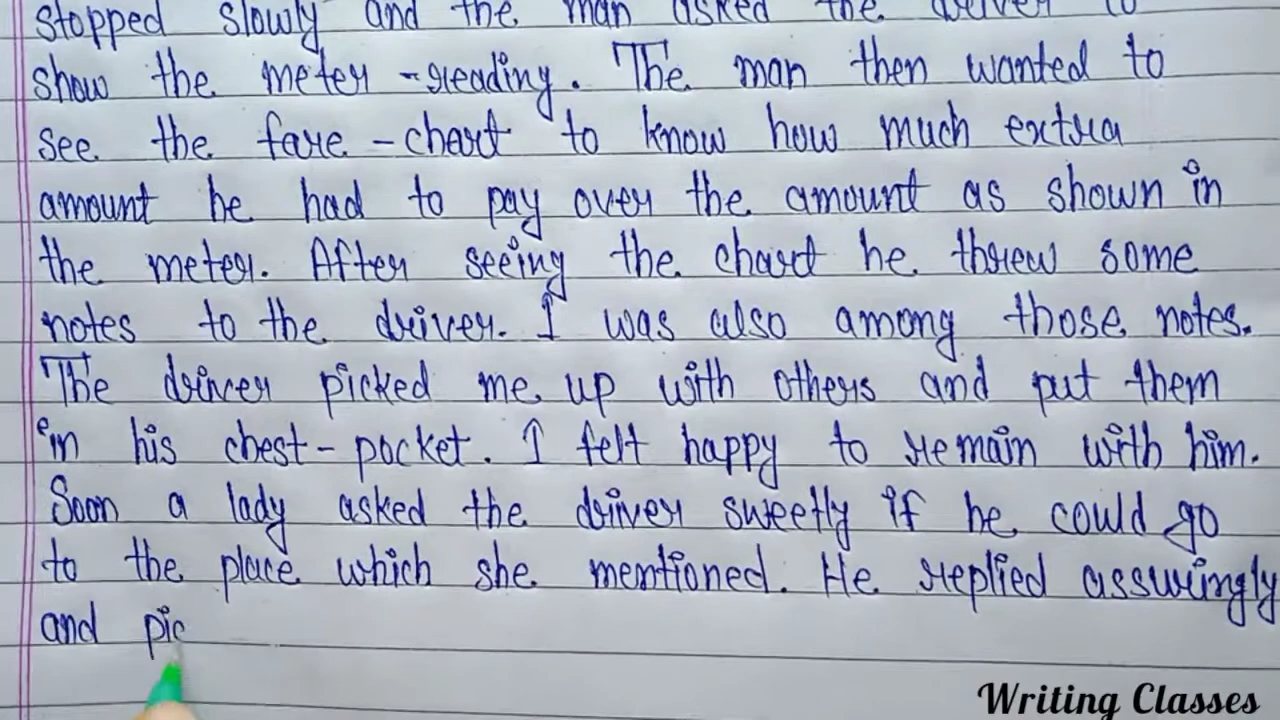 stopped slowly and the man asked the driver to
show the meter-reading. The man then wanted to
see the fare-chart to know how much extra
amount he had to pay over the amount as shown in
the meter. After seeing the chart he threw some
notes to the driver. I was also among those notes.
The driver picked me up with others and put them
in his chest-pocket. I felt happy to remain with him.
Soon a lady asked the driver sweetly if he could go
to the place which she mentioned. He replied assuringly
and pic
Writing Classes